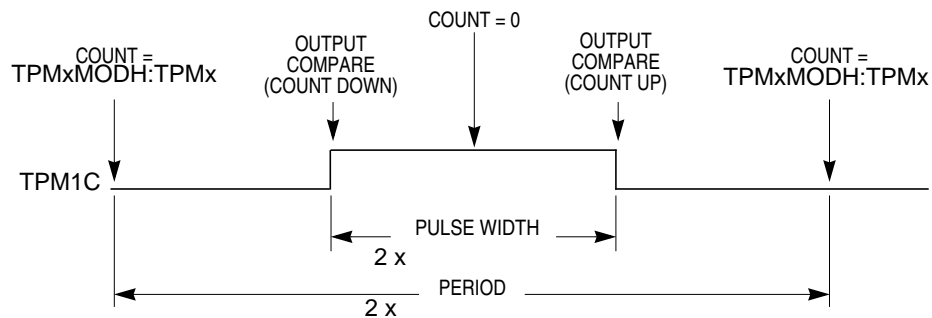 COUNT = 0
COUNT =
TPMxMODH:TPMx
OUTPUT
COMPARE
(COUNT DOWN)
OUTPUT
COMPARE
(COUNT UP)
COUNT =
TPMxMODH:TPMx
TPM1C
PULSE WIDTH
2 x
PERIOD
2 x